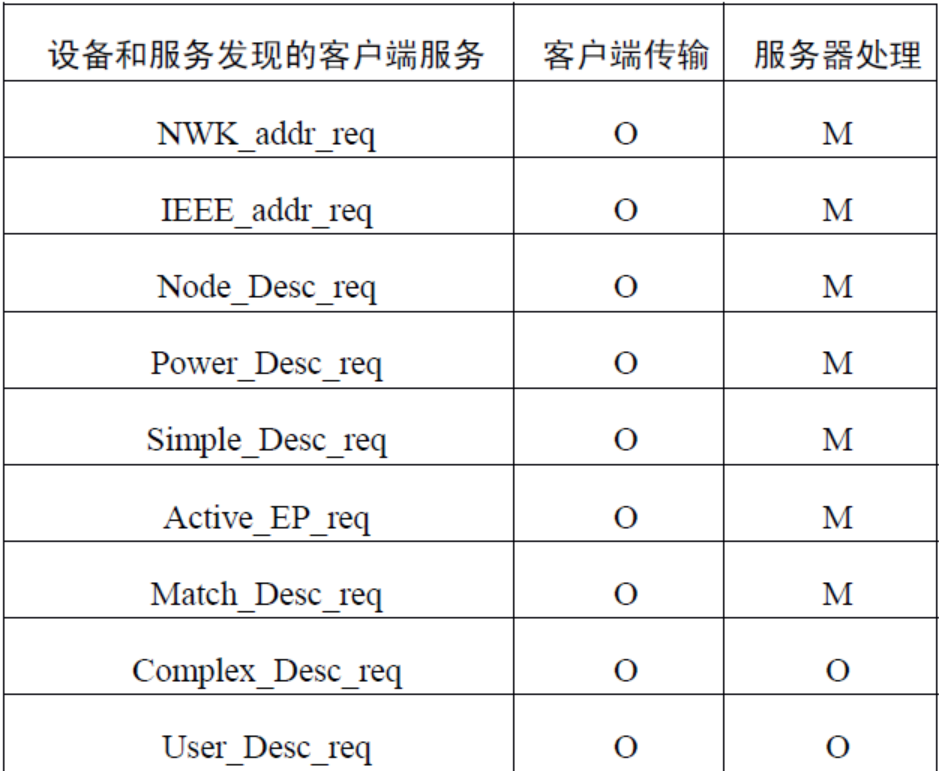 设备和服务发现的客户端服务 客户端传输 服务器处理
NWK_addr_req O M
IEEE_addr_req O M
Node_Desc_req O M
Power_Desc_req O M
Simple_Desc_req O M
Active_EP_req O M
Match_Desc_req O M
Complex_Desc_req O O
User_Desc_req O O